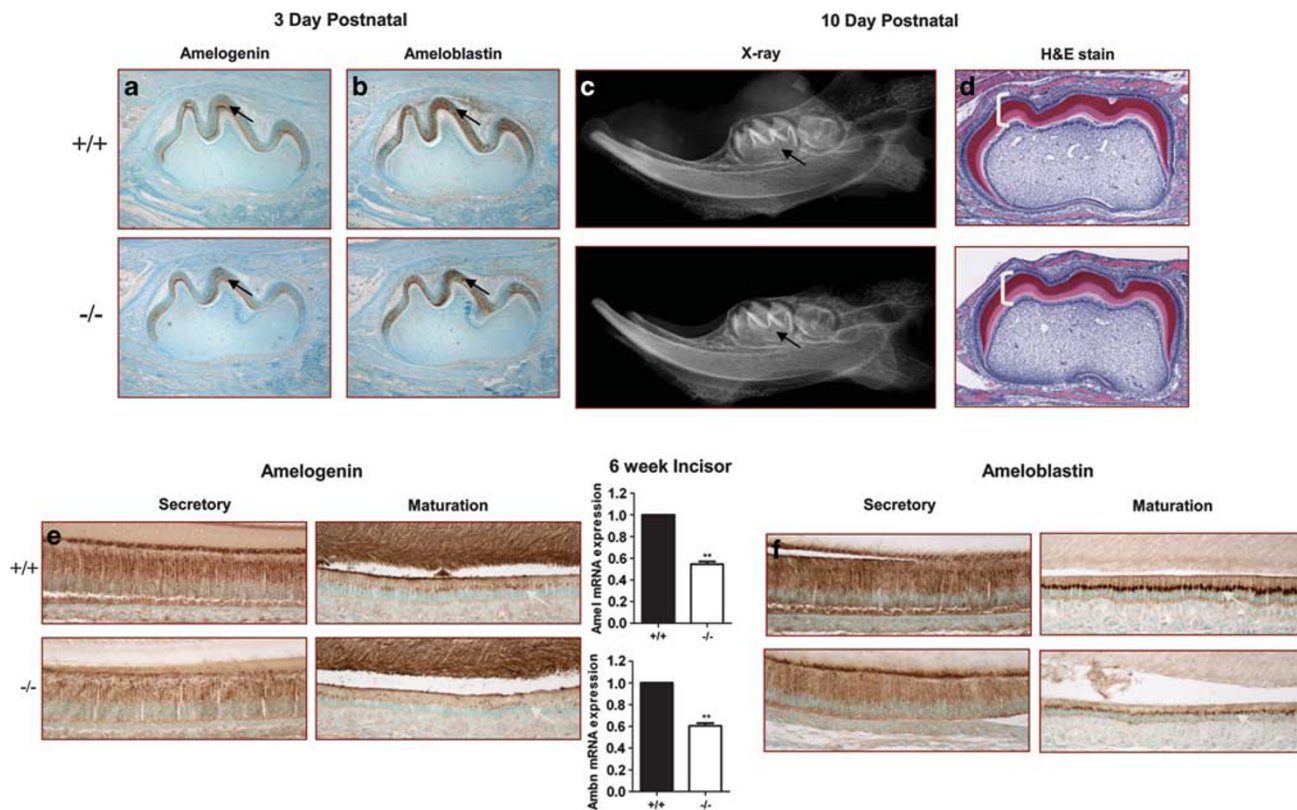 3 Day Postnatal
10 Day Postnatal
Amelogenin
Ameloblastin
X-ray
H&E stain
a
b
c
d
+/+
-/-
Amelogenin
6 week Incisor
Ameloblastin
Secretory
Maturation
Secretory
Maturation
e
f
+/+
-/-
Amel mRNA expression
1.2
1.0
0.8
0.6
0.4
0.2
0.0
**
+/+
-/-
Ambn mRNA expression
1.2
1.0
0.8
0.6
0.4
0.2
0.0
**
+/+
-/-